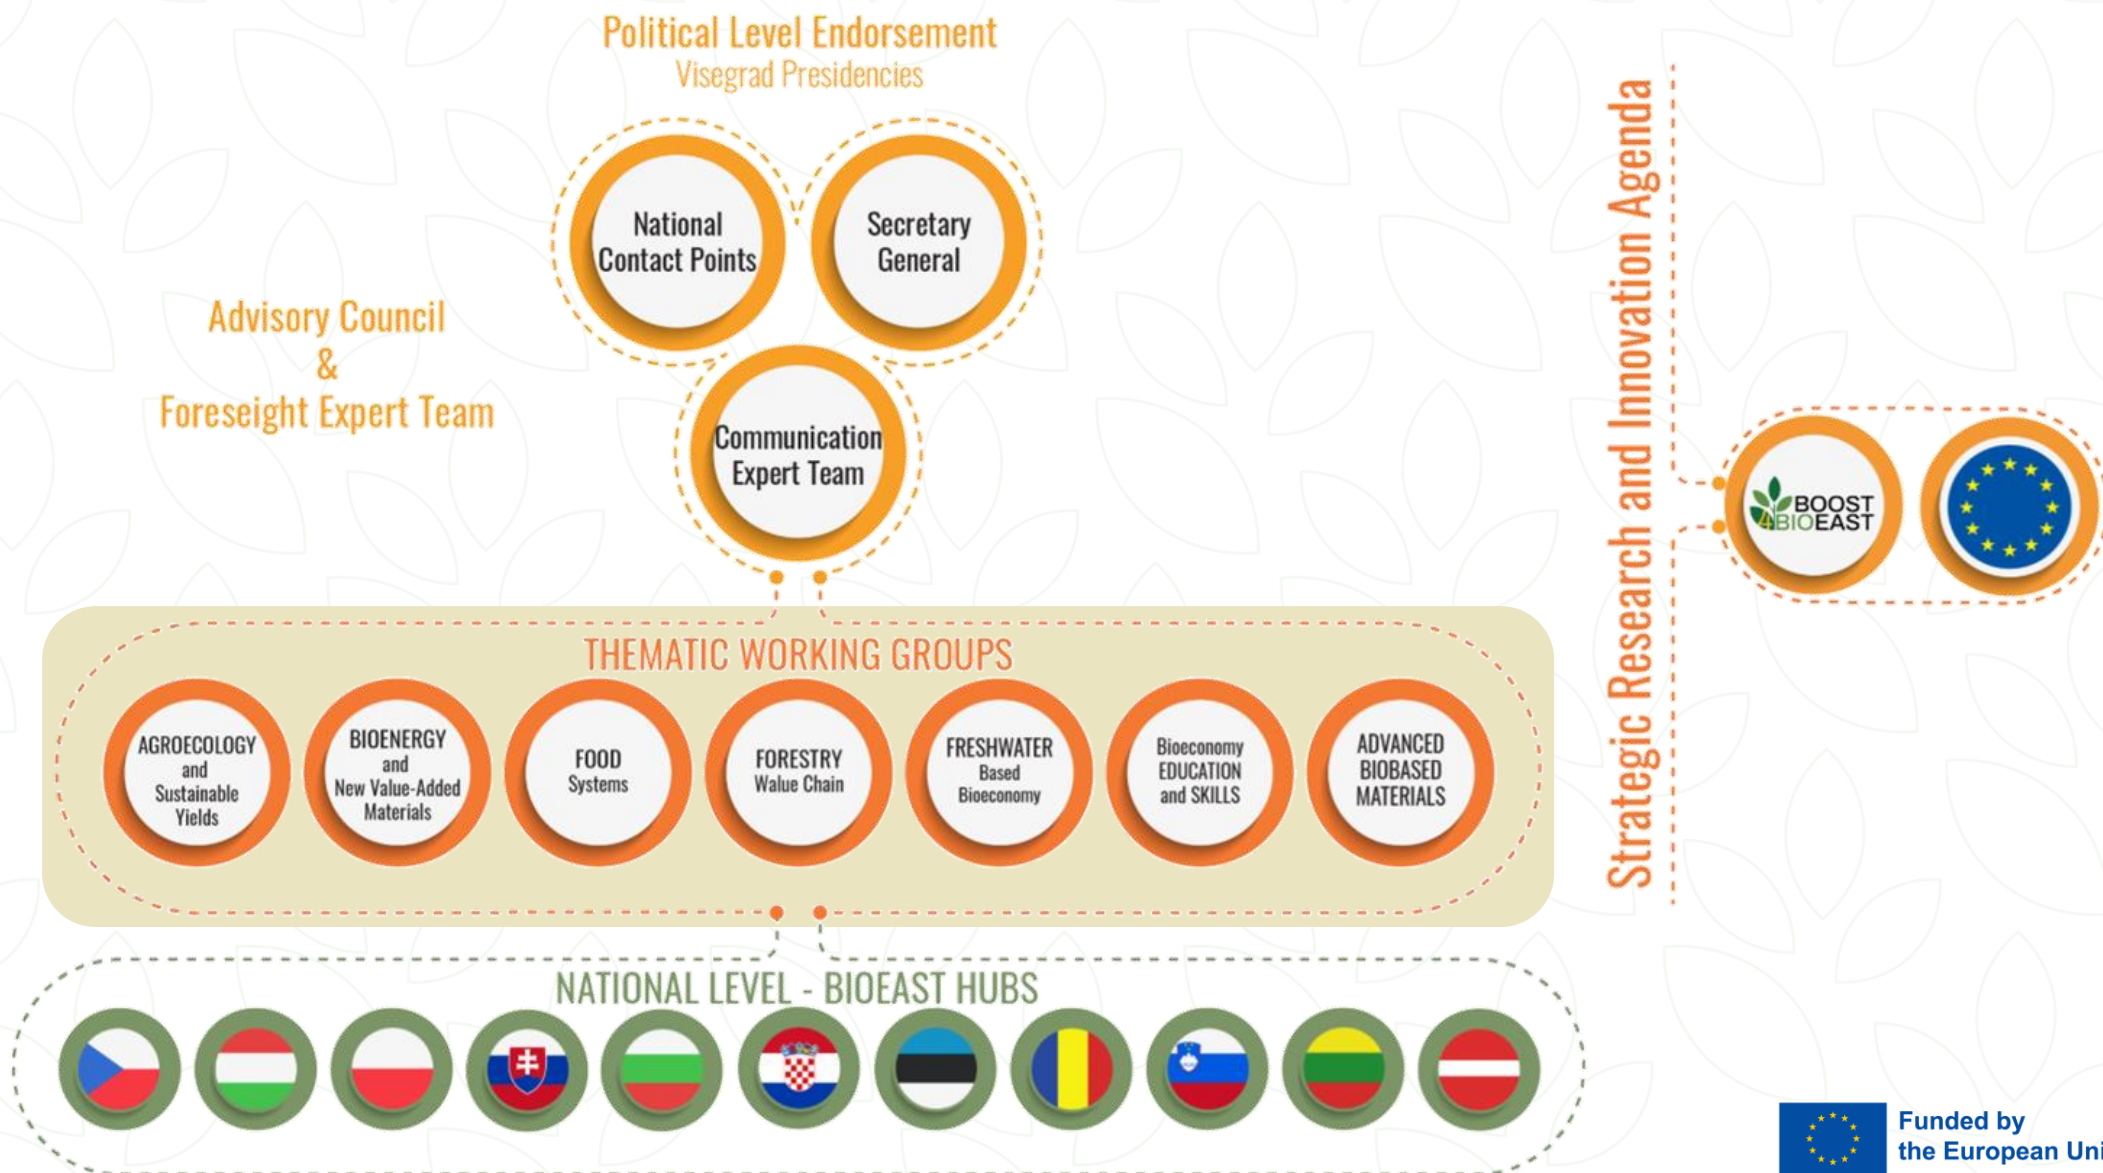 Political Level Endorsement
Visegrad Presidencies
National
Contact Points
Secretary
General
Advisory Council
&
Foreseight Expert Team
Communication
Expert Team
THEMATIC WORKING GROUPS
AGROECOLOGY
and
Sustainable
Yields
BIOENERGY
and
New Value-Added
Materials
FOOD
Systems
FORESTRY
Walue Chain
FRESHWATER
Based
Bioeconomy
Bioeconomy
EDUCATION
and SKILLS
ADVANCED
BIOBASED
MATERIALS
NATIONAL LEVEL - BIOEAST HUBS
Strategic Research and Innovation Agenda
BOOST
4BIOEAST
Funded by
the European Uni